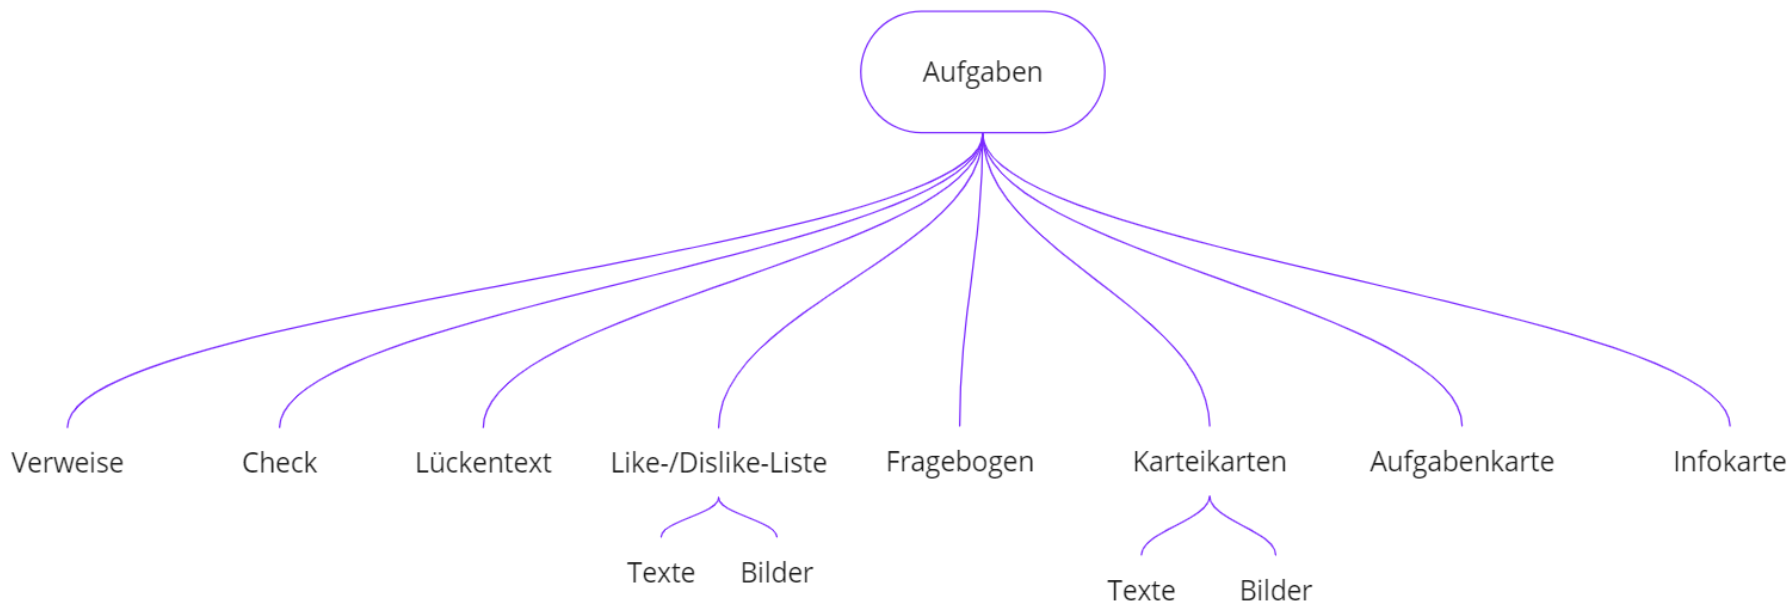 Aufgaben
Verweise
Check
Lückentext
Like-/Dislike-Liste
Fragebogen
Karteikarten
Aufgabenkarte
Infokarte
Texte
Bilder
Texte
Bilder